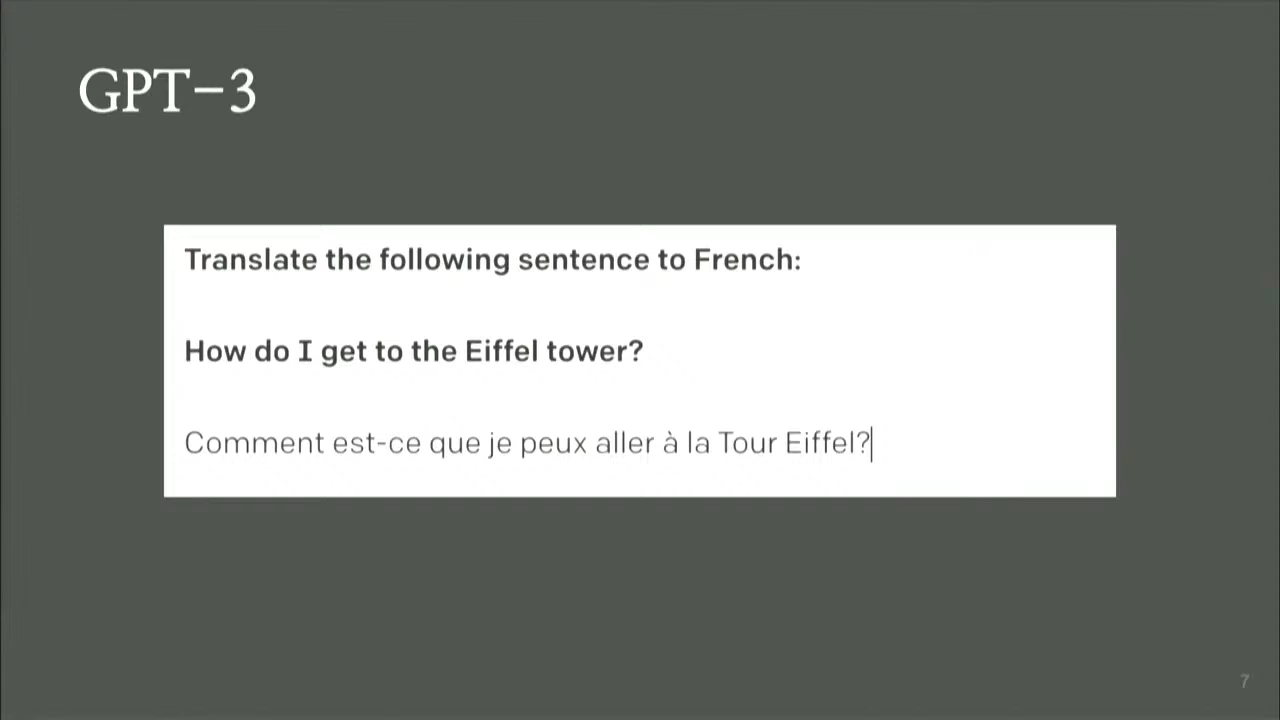 GPT-3
Translate the following sentence to French:
How do I get to the Eiffel tower?
Comment est-ce que je peux aller à la Tour Eiffel?
7